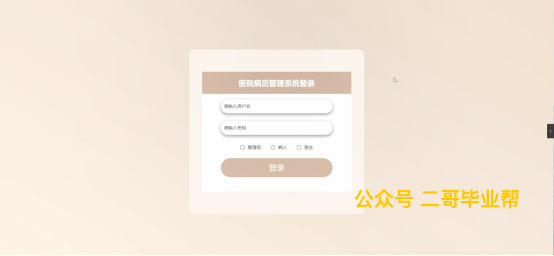 医院病历管理系统登录
请输入用户名
请输入密码
管理员 病人 医生
登录
公众号 二哥毕业帮